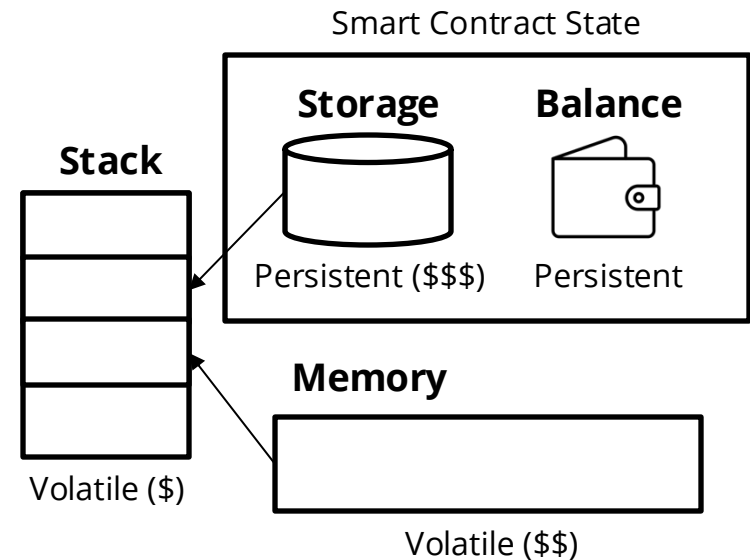 Smart Contract State
Storage
Balance
Stack
Persistent ($$$)
Persistent
Memory
Volatile ($)
Volatile ($$)